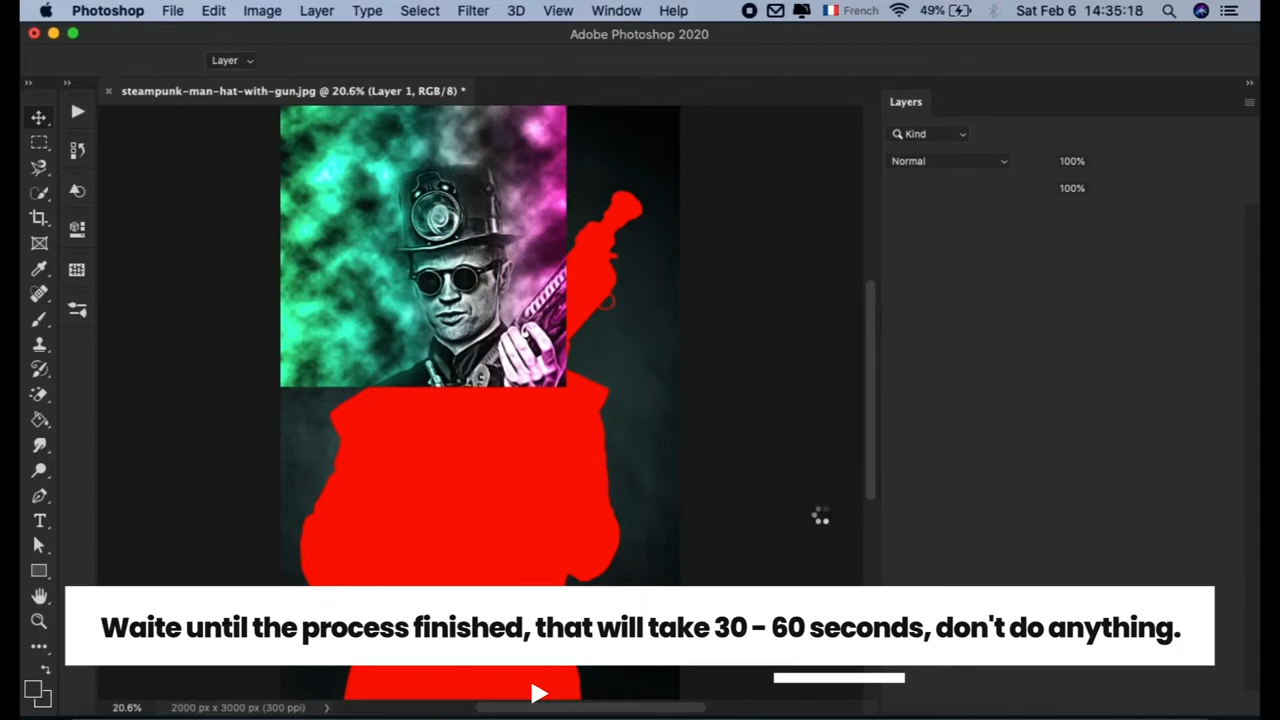 Photoshop File Edit Image Layer Type Select Filter 3D View Window Help French 49% Sat Feb 6 14:35:18
Adobe Photoshop 2020
Layer
steampunk-man-hat-with-gun.jpg @ 20.6% (Layer 1, RGB/8) *
Layers
Kind
Normal 100%
100%
Waite until the process finished, that will take 30 - 60 seconds, don't do anything.
20.6% 2000 px x 3000 px (300 ppi)